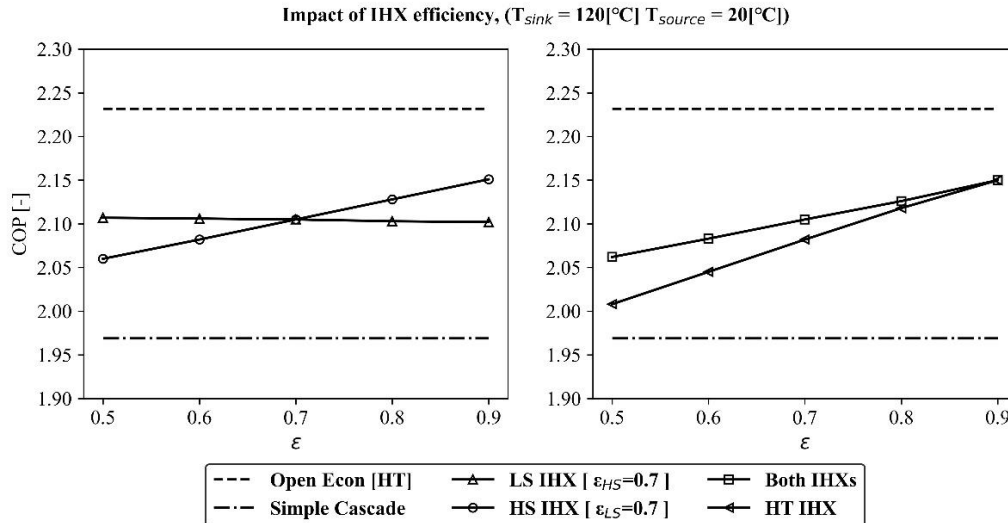 Impact of IHX efficiency, (T_sink = 120[℃] T_source = 20[℃])
2.30
2.25
2.20
2.15
2.10
2.05
2.00
1.95
1.90
COP [-]
0.5 0.6 0.7 0.8 0.9
ε
2.30
2.25
2.20
2.15
2.10
2.05
2.00
1.95
1.90
0.5 0.6 0.7 0.8 0.9
ε
Open Econ [HT] LS IHX [ ε_HS=0.7 ] Both IHXs
Simple Cascade HS IHX [ ε_LS=0.7 ] HT IHX